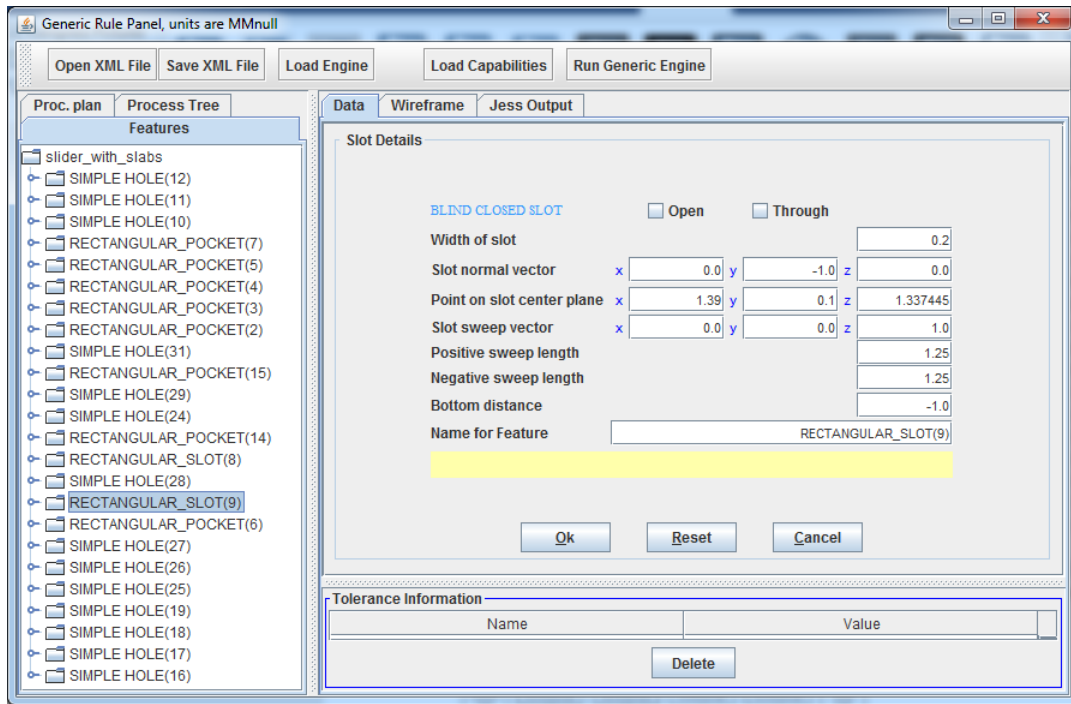 Generic Rule Panel, units are MMnull
Open XML File Save XML File Load Engine Load Capabilities Run Generic Engine
Proc. plan Process Tree
Features
slider_with_slabs
SIMPLE HOLE(12)
SIMPLE HOLE(11)
SIMPLE HOLE(10)
RECTANGULAR_POCKET(7)
RECTANGULAR_POCKET(5)
RECTANGULAR_POCKET(4)
RECTANGULAR_POCKET(3)
RECTANGULAR_POCKET(2)
SIMPLE HOLE(31)
RECTANGULAR_POCKET(15)
SIMPLE HOLE(29)
SIMPLE HOLE(24)
RECTANGULAR_POCKET(14)
RECTANGULAR_SLOT(8)
SIMPLE HOLE(28)
RECTANGULAR_SLOT(9)
RECTANGULAR_POCKET(6)
SIMPLE HOLE(27)
SIMPLE HOLE(26)
SIMPLE HOLE(25)
SIMPLE HOLE(19)
SIMPLE HOLE(18)
SIMPLE HOLE(17)
SIMPLE HOLE(16)
Data Wireframe Jess Output
Slot Details
BLIND CLOSED SLOT Open Through
Width of slot 0.2
Slot normal vector x 0.0 y -1.0 z 0.0
Point on slot center plane x 1.39 y 0.1 z 1.337445
Slot sweep vector x 0.0 y 0.0 z 1.0
Positive sweep length 1.25
Negative sweep length 1.25
Bottom distance -1.0
Name for Feature RECTANGULAR_SLOT(9)
Ok Reset Cancel
Tolerance Information
Name Value
Delete